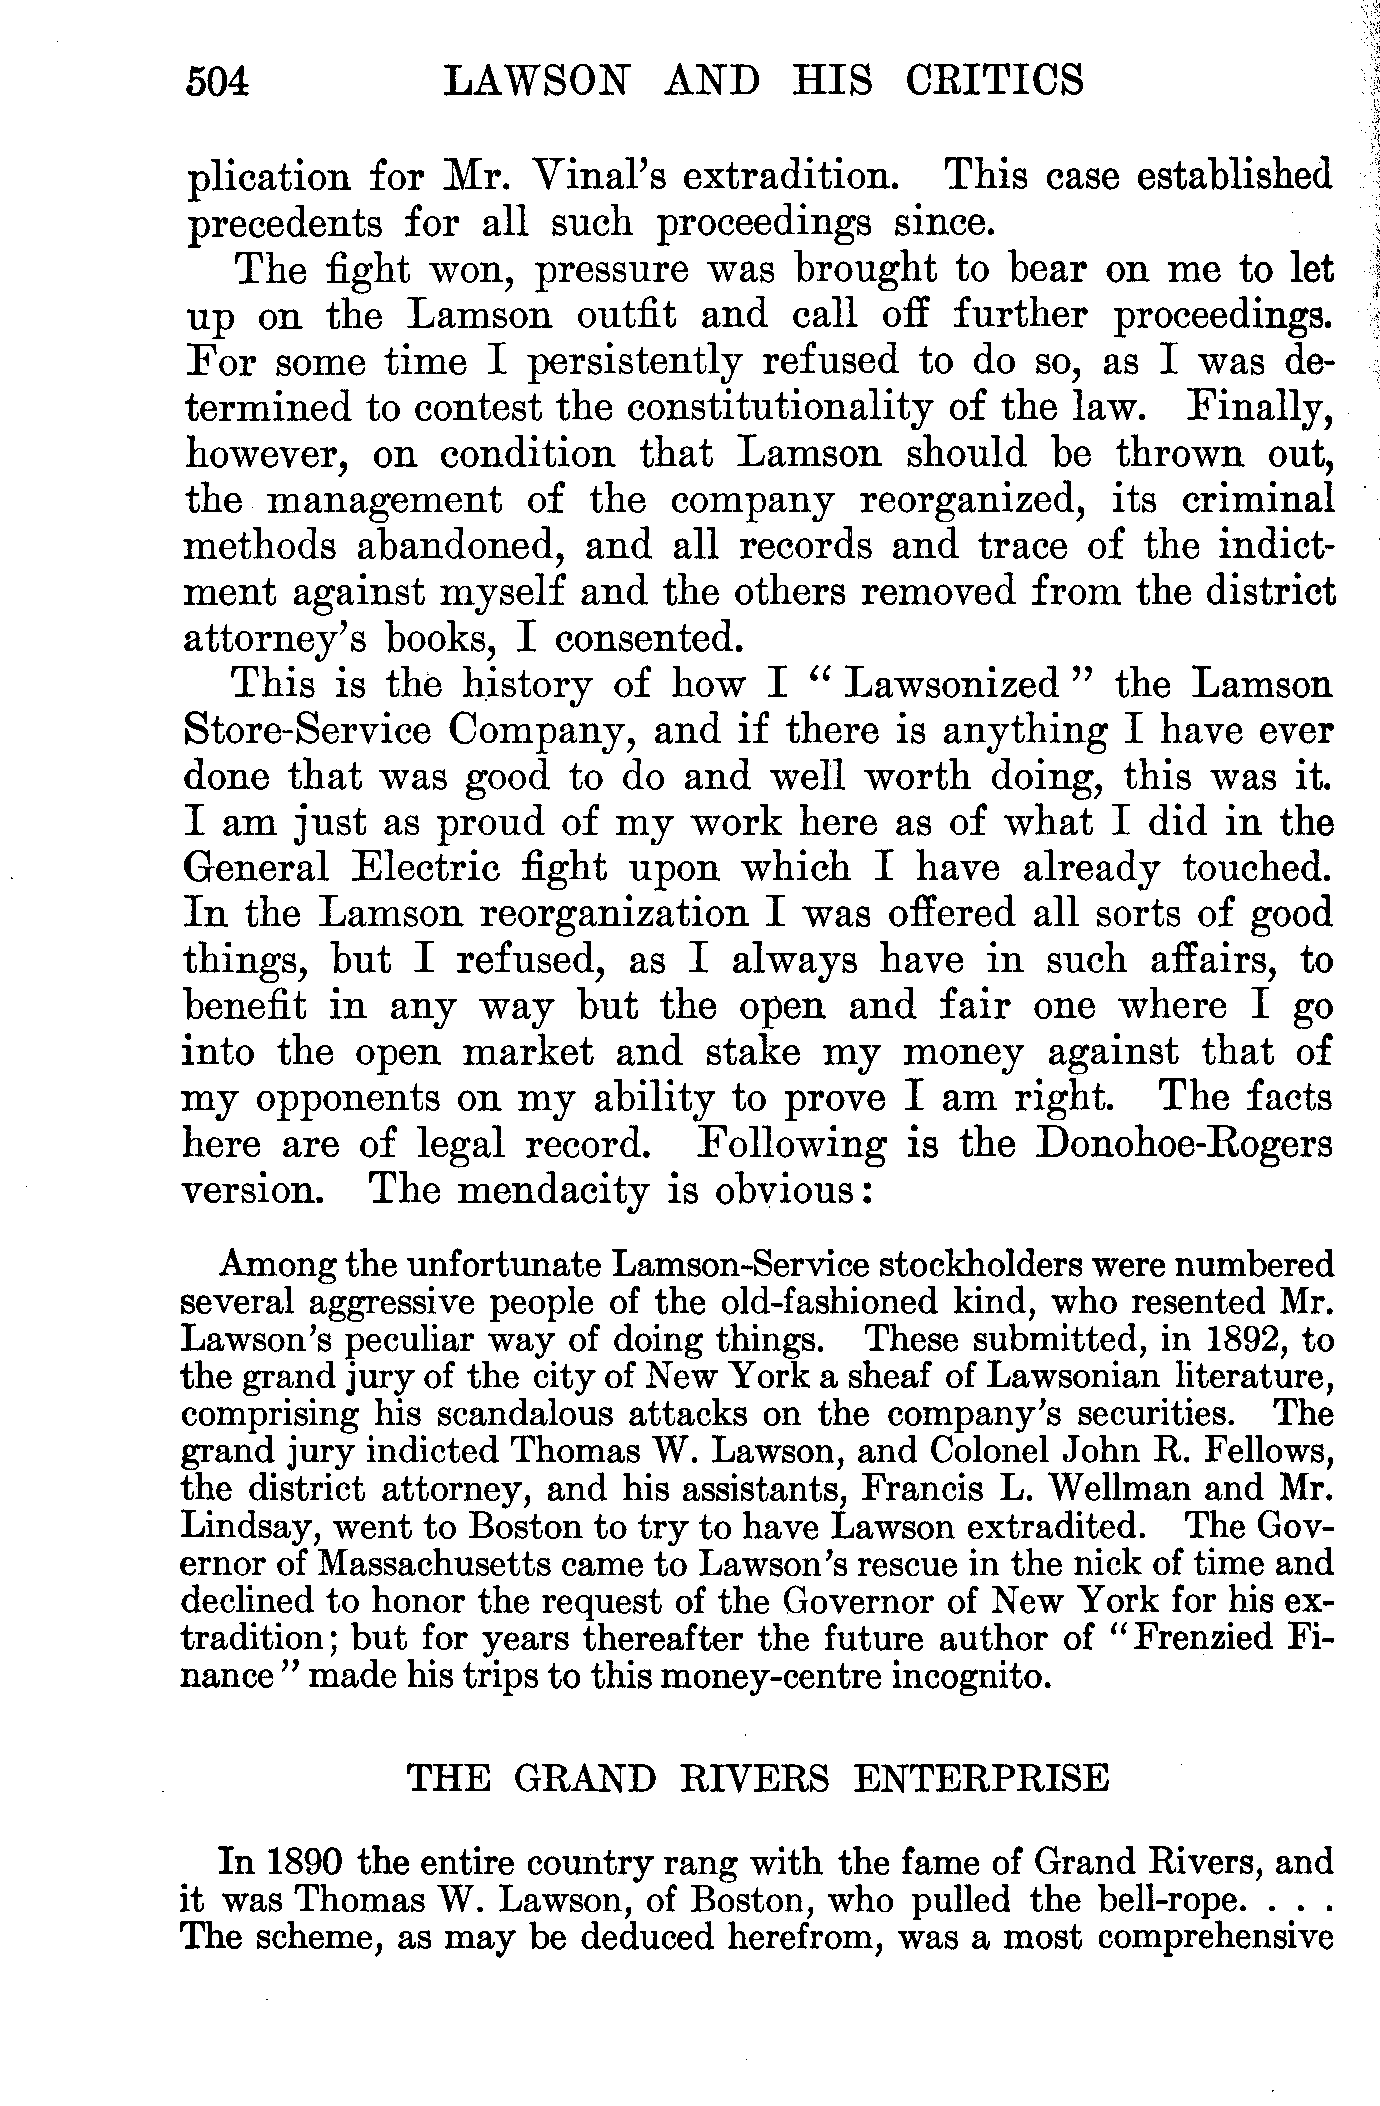 504 LAWSON AND HIS CRITICS
plication for Mr. Vinal's extradition. This case established
precedents for all such proceedings since.
The fight won, pressure was brought to bear on me to let
up on the Lamson outfit and call off further proceedings.
For some time I persistently refused to do so, as I was de-
termined to contest the constitutionality of the law. Finally,
however, on condition that Lamson should be thrown out,
the management of the company reorganized, its criminal
methods abandoned, and all records and trace of the indict-
ment against myself and the others removed from the district
attorney's books, I consented.
This is the history of how I " Lawsonized " the Lamson
Store-Service Company, and if there is anything I have ever
done that was good to do and well worth doing, this was it.
I am just as proud of my work here as of what I did in the
General Electric fight upon which I have already touched.
In the Lamson reorganization I was offered all sorts of good
things, but I refused, as I always have in such affairs, to
benefit in any way but the open and fair one where I go
into the open market and stake my money against that of
my opponents on my ability to prove I am right. The facts
here are of legal record. Following is the Donohoe-Rogers
version. The mendacity is obvious:
Among the unfortunate Lamson-Service stockholders were numbered
several aggressive people of the old-fashioned kind, who resented Mr.
Lawson's peculiar way of doing things. These submitted, in 1892, to
the grand jury of the city of New York a sheaf of Lawsonian literature,
comprising his scandalous attacks on the company's securities. The
grand jury indicted Thomas W. Lawson, and Colonel John R. Fellows,
the district attorney, and his assistants, Francis L. Wellman and Mr.
Lindsay, went to Boston to try to have Lawson extradited. The Gov-
ernor of Massachusetts came to Lawson's rescue in the nick of time and
declined to honor the request of the Governor of New York for his ex-
tradition; but for years thereafter the future author of "Frenzied Fi-
nance" made his trips to this money-centre incognito.
THE GRAND RIVERS ENTERPRISE
In 1890 the entire country rang with the fame of Grand Rivers, and
it was Thomas W. Lawson, of Boston, who pulled the bell-rope. . . .
The scheme, as may be deduced herefrom, was a most comprehensive